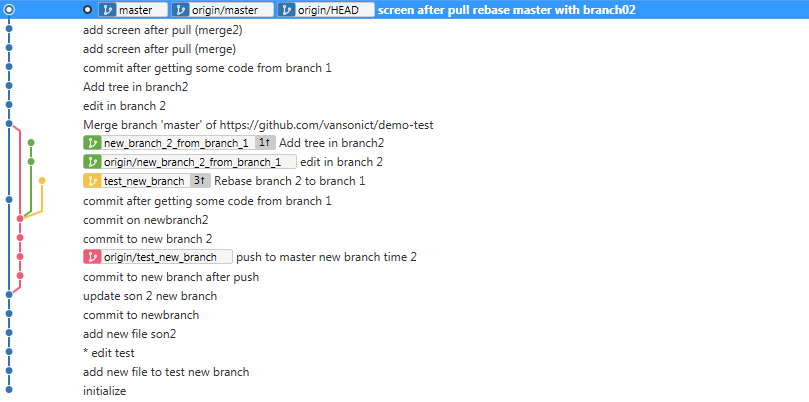 master origin/master origin/HEAD screen after pull rebase master with branch02
add screen after pull (merge2)
add screen after pull (merge)
commit after getting some code from branch 1
Add tree in branch2
edit in branch 2
Merge branch 'master' of https://github.com/vansonict/demo-test
new_branch_2_from_branch_1 1↑ Add tree in branch2
origin/new_branch_2_from_branch_1 edit in branch 2
test_new_branch 3↑ Rebase branch 2 to branch 1
commit after getting some code from branch 1
commit on newbranch2
commit to new branch 2
origin/test_new_branch push to master new branch time 2
commit to new branch after push
update son 2 new branch
commit to newbranch
add new file son2
* edit test
add new file to test new branch
initialize